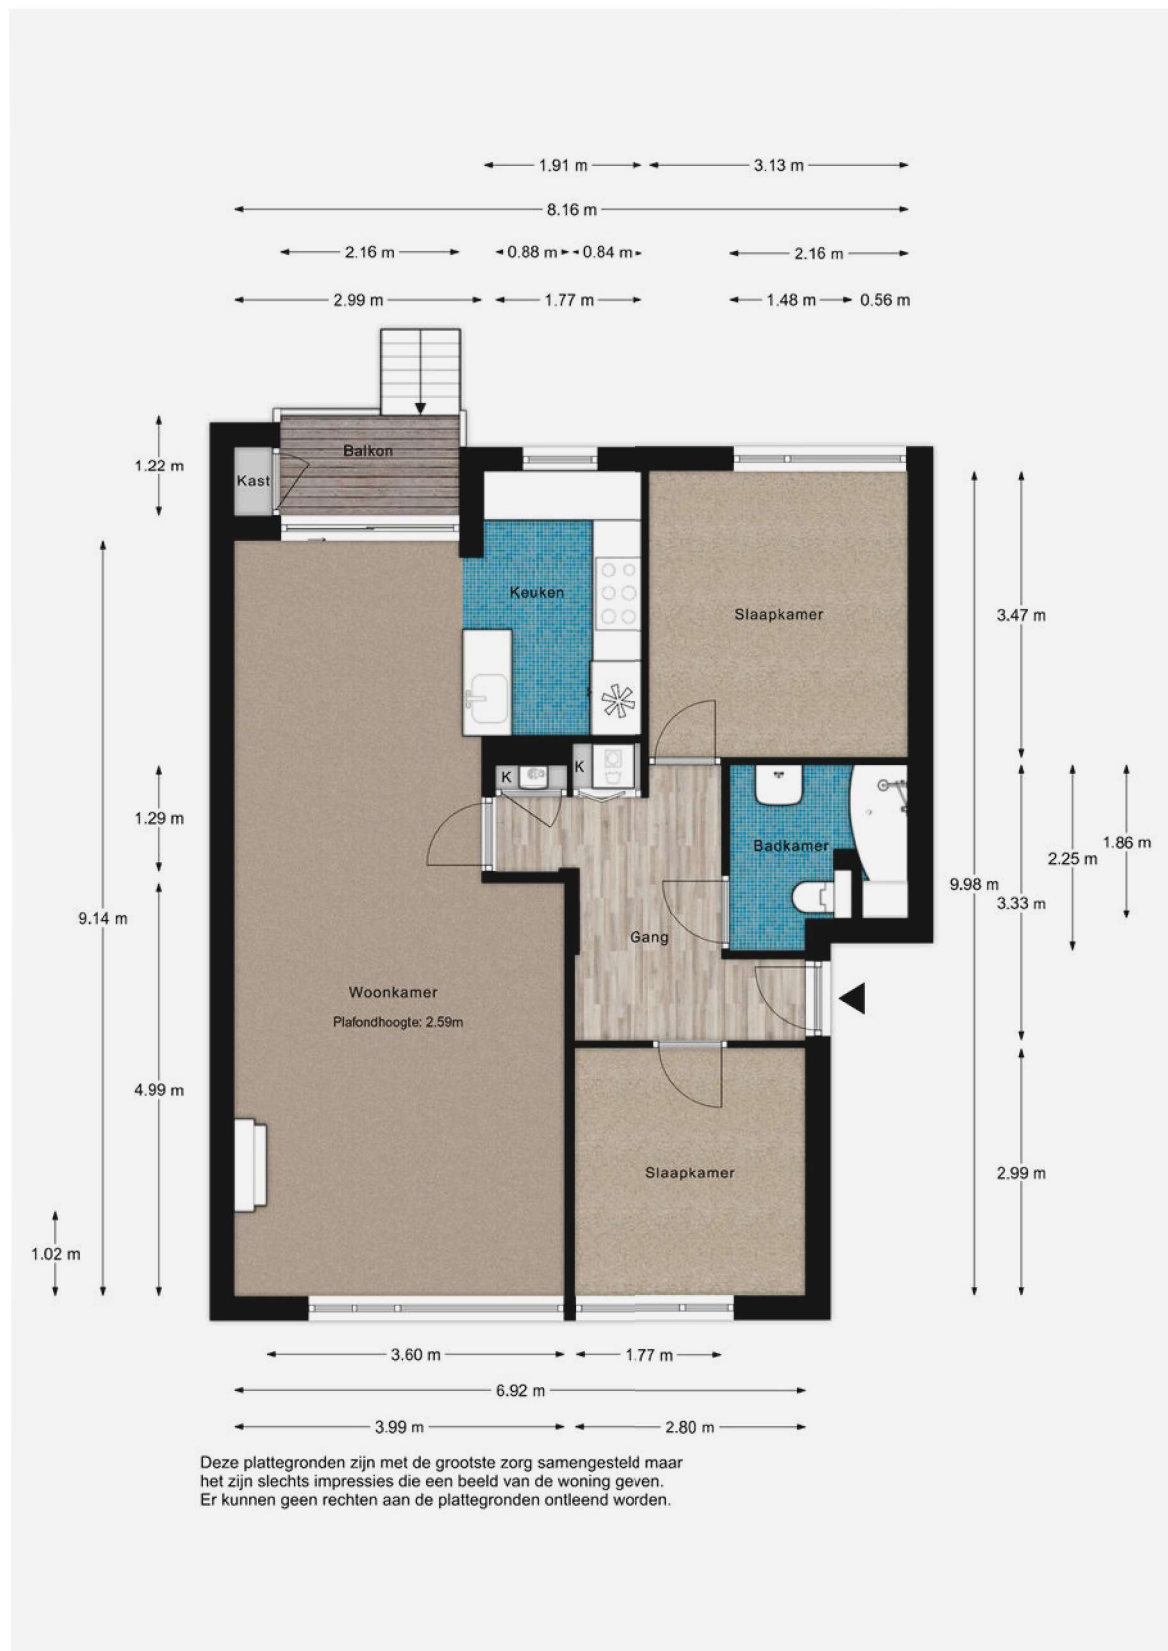 1.91 m 3.13 m
8.16 m
2.16 m 0.88 m 0.84 m 2.16 m
2.99 m 1.77 m 1.48 m 0.56 m
Balkon
1.22 m
Kast
Keuken
Slaapkamer
3.47 m
K
K
1.29 m
Badkamer
1.86 m
2.25 m
9.98 m
3.33 m
9.14 m
Gang
Woonkamer
Plafondhoogte: 2.59m
4.99 m
Slaapkamer
2.99 m
1.02 m
3.60 m 1.77 m
6.92 m
3.99 m 2.80 m
Deze plattegronden zijn met de grootste zorg samengesteld maar
het zijn slechts impressies die een beeld van de woning geven.
Er kunnen geen rechten aan de plattegronden ontleend worden.